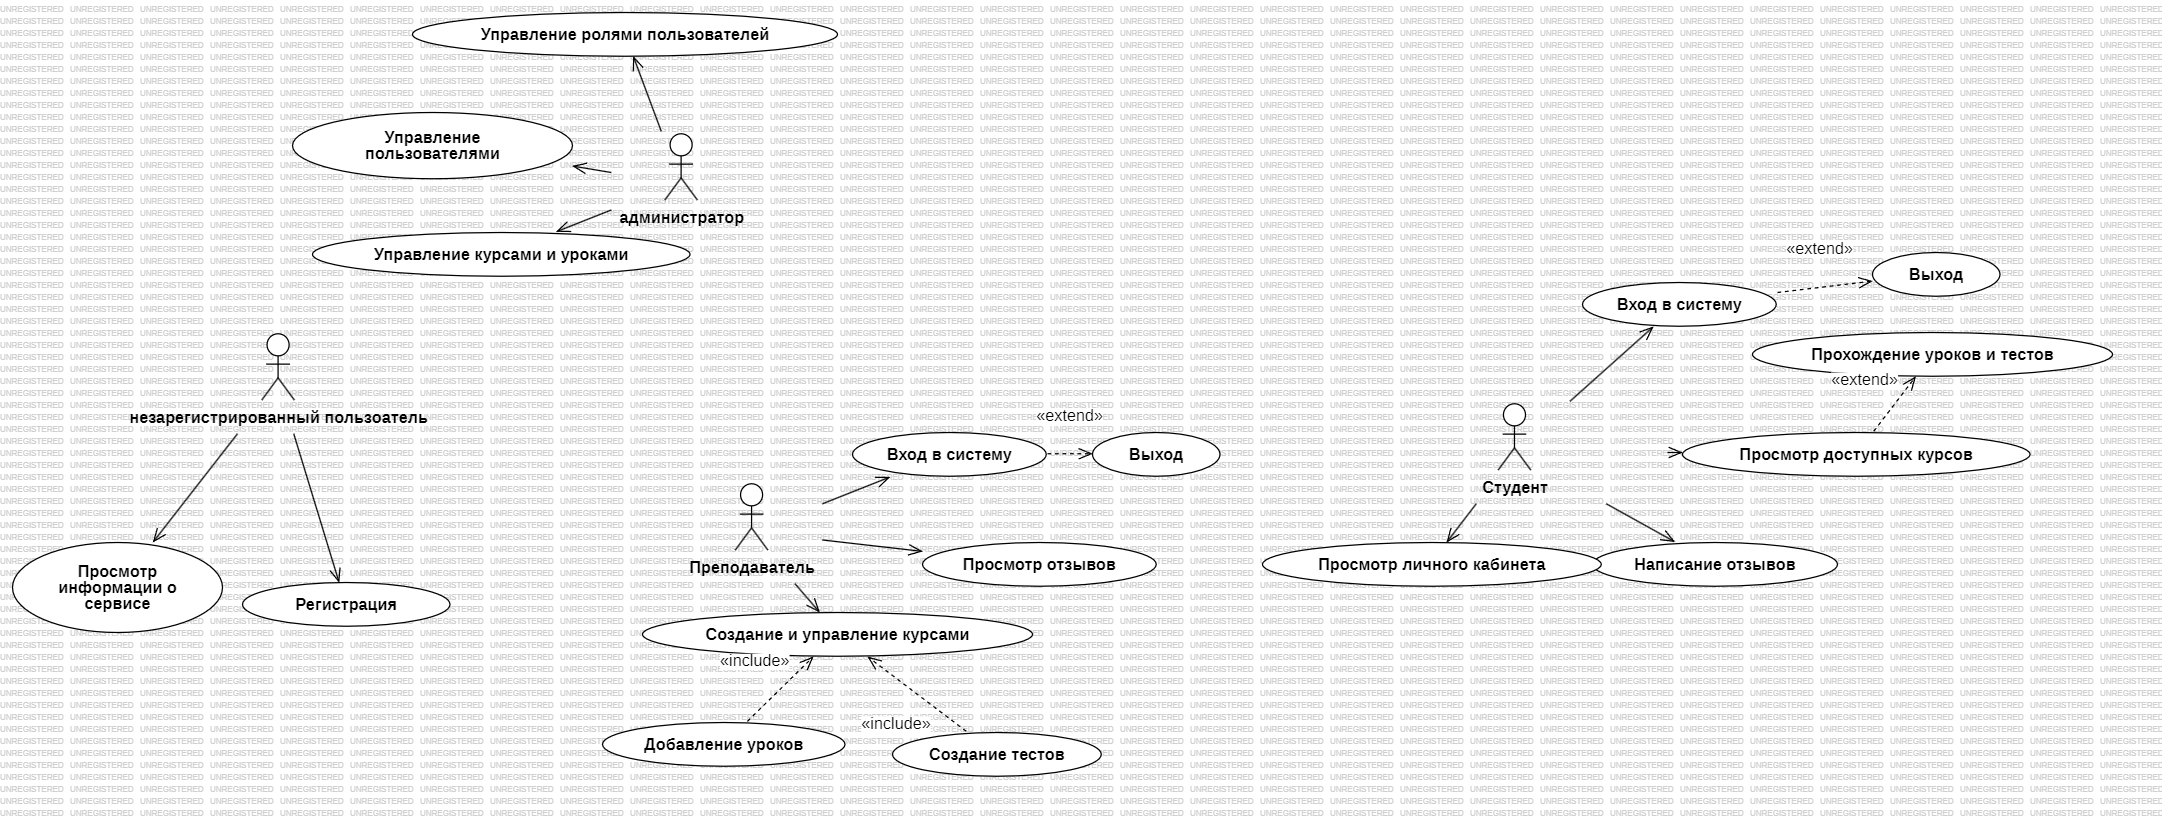 Управление ролями пользователей
Управление
пользователями
администратор
Управление курсами и уроками
незарегистрированный пользоатель
Просмотр
информации о
сервисе
Регистрация
«extend»
Вход в систему
Выход
Преподаватель
Просмотр отзывов
Создание и управление курсами
«include»
«include»
Добавление уроков
Создание тестов
«extend»
Выход
Вход в систему
Прохождение уроков и тестов
«extend»
Просмотр доступных курсов
Студент
Просмотр личного кабинета
Написание отзывов
UNREGISTERED